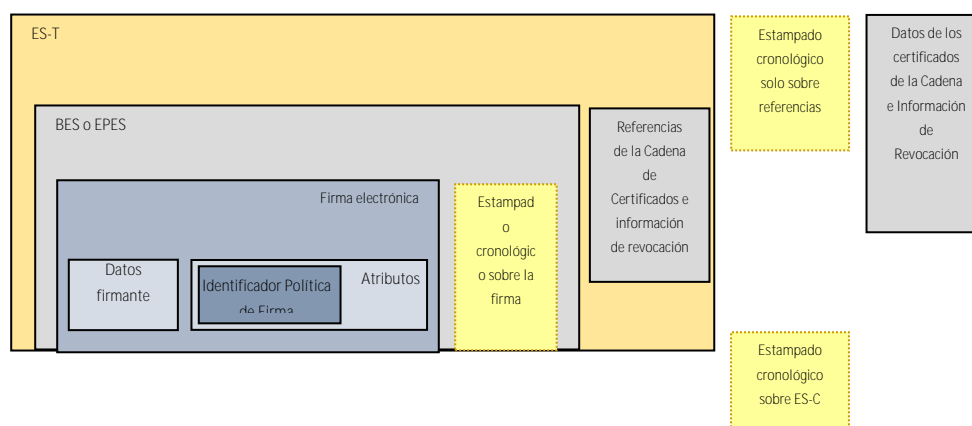 ES-T
BES o EPES
Firma electrónica
Datos
firmante
Identificador Política
de Firma
Atributos
Estampad
o
cronológic
o sobre la
firma
Referencias
de la Cadena
de
Certificados e
información
de revocación
Estampado
cronológico
solo sobre
referencias
Estampado
cronológico
sobre ES-C
Datos de los
certificados
de la Cadena
e Información
de
Revocación